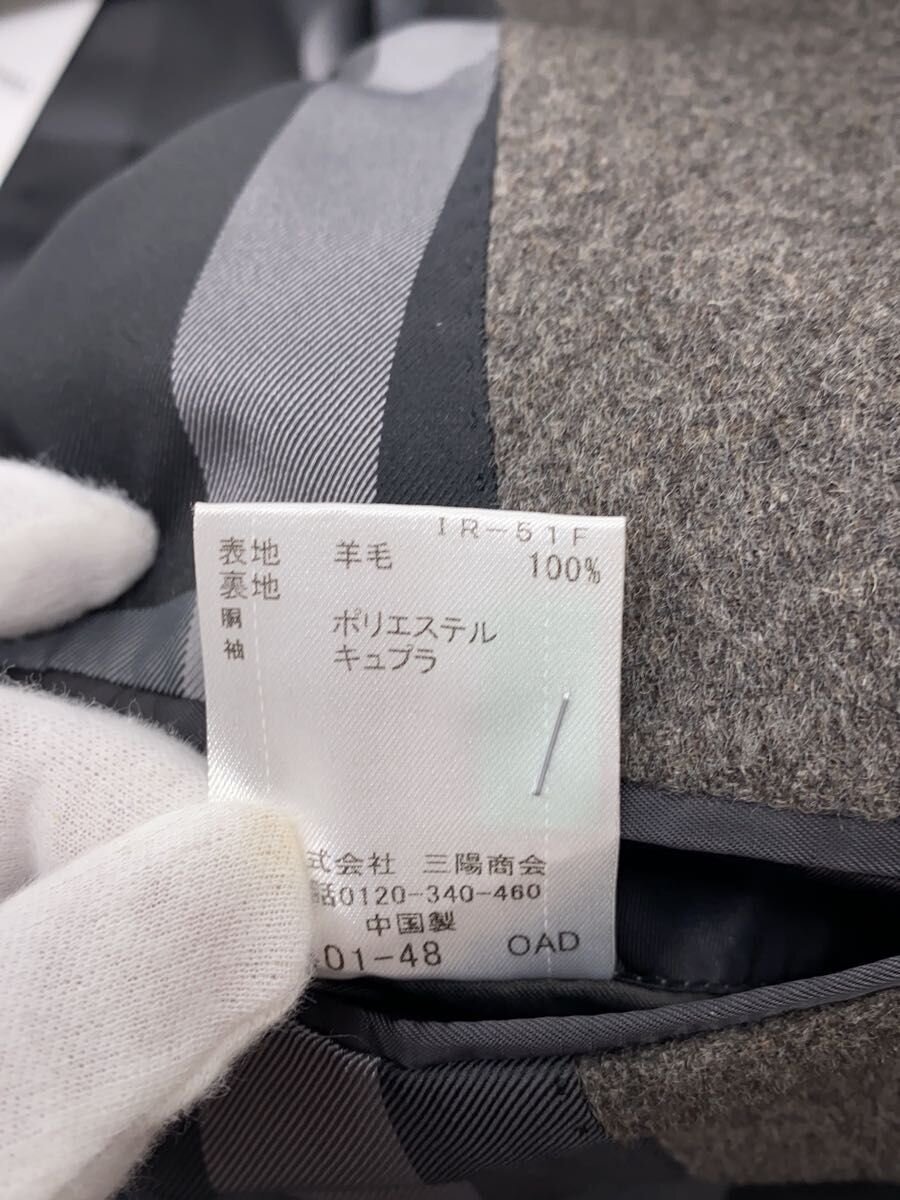 IR-51F
表地 羊毛 100%
裏地
胴 ポリエステル
袖 キュプラ
式会社 三陽商会
話0120-340-460
中国製
01-48 OAD